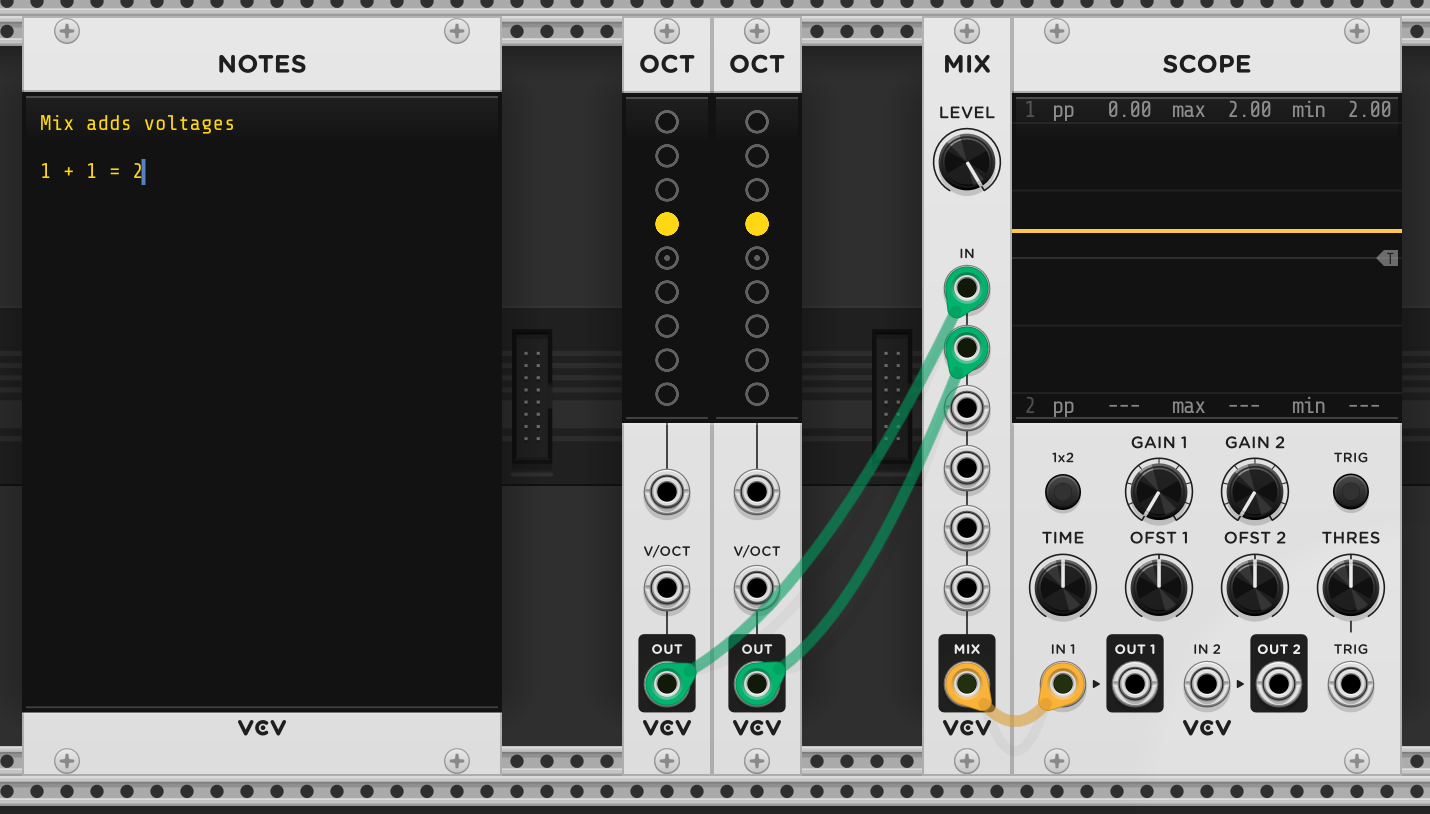 NOTES
Mix adds voltages
1 + 1 = 2
VCV
OCT
V/OCT
OUT
VCV
OCT
V/OCT
OUT
VCV
MIX
LEVEL
IN
MIX
VCV
SCOPE
1 pp 0.00 max 2.00 min 2.00
2 pp --- max --- min ---
1x2 GAIN 1 GAIN 2 TRIG
TIME OFST 1 OFST 2 THRES
IN 1 OUT 1 IN 2 OUT 2 TRIG
VCV
T